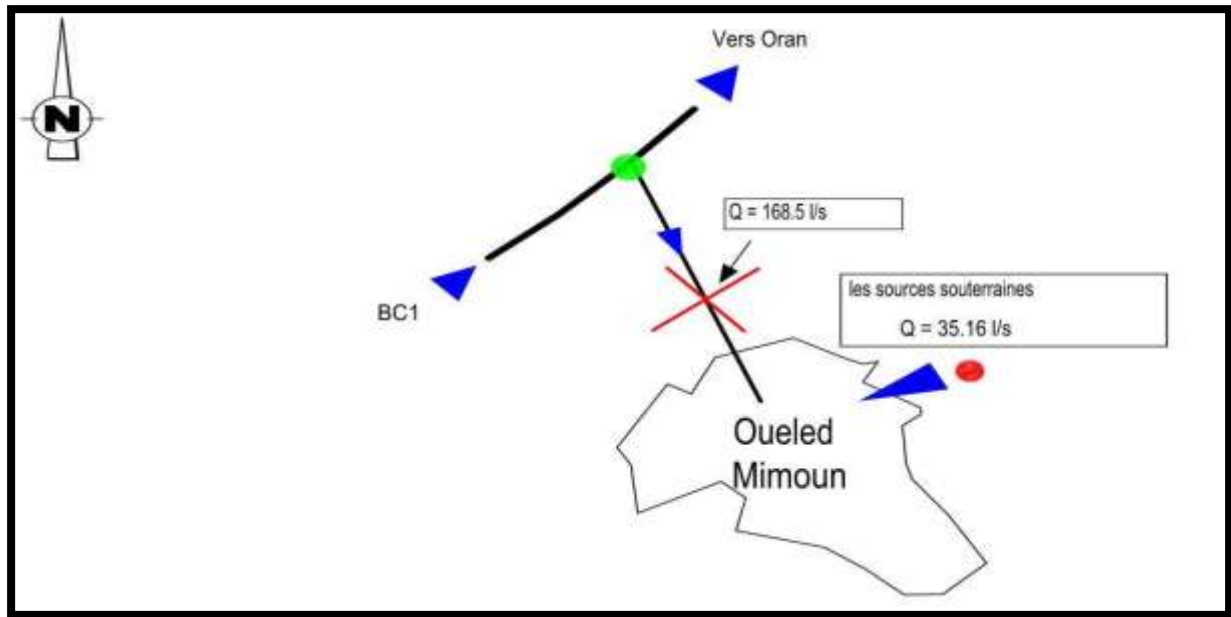 Vers Oran
N
Q = 168.5 l/s
les sources souterraines
Q = 35.16 l/s
BC1
Oueled
Mimoun